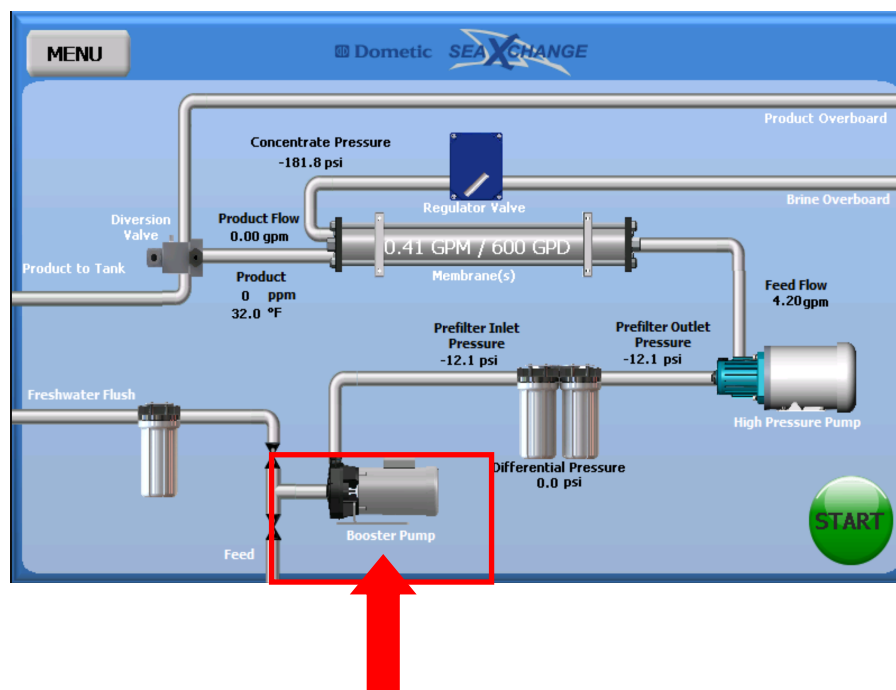 MENU
Dometic SEAXCHANGE
Product Overboard
Concentrate Pressure
-181.8 psi
Brine Overboard
Regulator Valve
Diversion
Valve
Product Flow
0.00 gpm
0.41 GPM / 600 GPD
Product to Tank
Membrane(s)
Product
0 ppm
32.0 °F
Feed Flow
4.20gpm
Prefilter Inlet
Pressure
-12.1 psi
Prefilter Outlet
Pressure
-12.1 psi
Freshwater Flush
High Pressure Pump
Differential Pressure
0.0 psi
START
Booster Pump
Feed